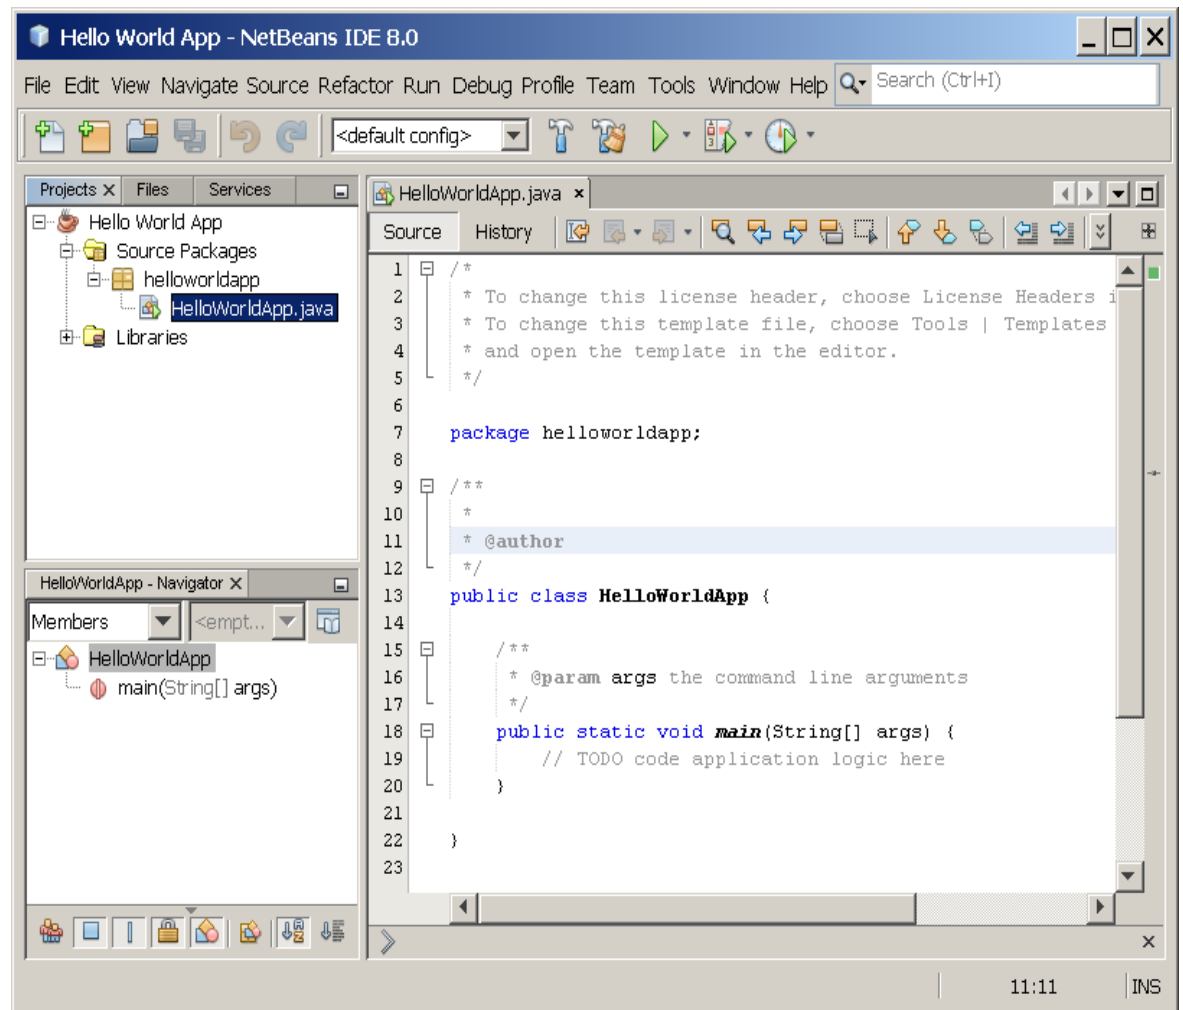 Hello World App - NetBeans IDE 8.0
File Edit View Navigate Source Refactor Run Debug Profile Team Tools Window Help Search (Ctrl+I)
<default config>
Projects Files Services
Hello World App
Source Packages
helloworldapp
HelloWorldApp.java
Libraries
HelloWorldApp - Navigator
Members <empt...
HelloWorldApp
main(String[] args)
HelloWorldApp.java
Source History
1 /*
2 * To change this license header, choose License Headers i
3 * To change this template file, choose Tools | Templates
4 * and open the template in the editor.
5 */
6
7 package helloworldapp;
8
9 /**
10 *
11 * @author
12 */
13 public class HelloWorldApp {
14
15 /**
16 * @param args the command line arguments
17 */
18 public static void main(String[] args) {
19 // TODO code application logic here
20 }
21
22 }
23
11:11 INS